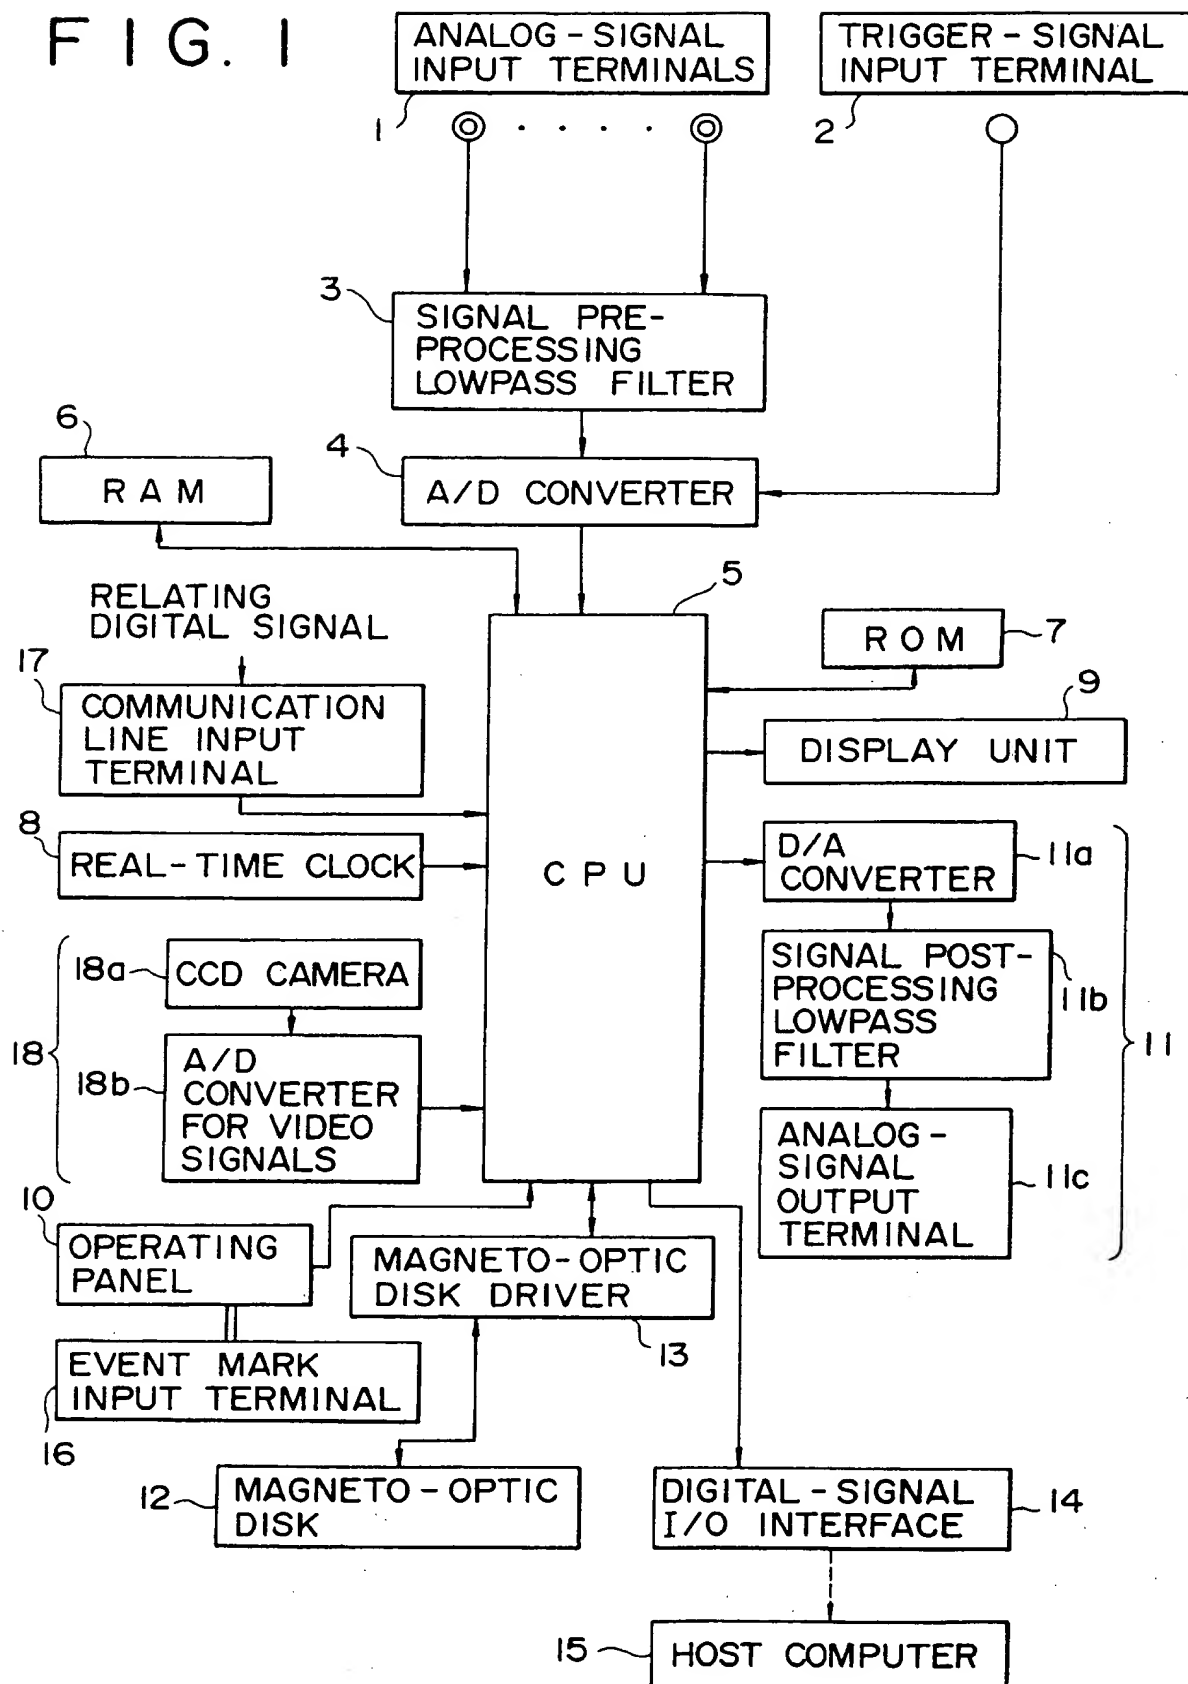 FIG. 1
ANALOG-SIGNAL
INPUT TERMINALS
TRIGGER-SIGNAL
INPUT TERMINAL
1
2
3
SIGNAL PRE-
PROCESSING
LOWPASS FILTER
6
RAM
4
A/D CONVERTER
RELATING
DIGITAL SIGNAL
5
ROM
7
17
COMMUNICATION
LINE INPUT
TERMINAL
9
DISPLAY UNIT
8
REAL-TIME CLOCK
CPU
D/A
CONVERTER
11a
18a
CCD CAMERA
SIGNAL POST-
PROCESSING
LOWPASS
FILTER
11b
11
18
18b
A/D
CONVERTER
FOR VIDEO
SIGNALS
ANALOG-
SIGNAL
OUTPUT
TERMINAL
11c
10
OPERATING
PANEL
MAGNETO-OPTIC
DISK DRIVER
13
EVENT MARK
INPUT TERMINAL
16
12
MAGNETO-OPTIC
DISK
DIGITAL-SIGNAL
I/O INTERFACE
14
15
HOST COMPUTER